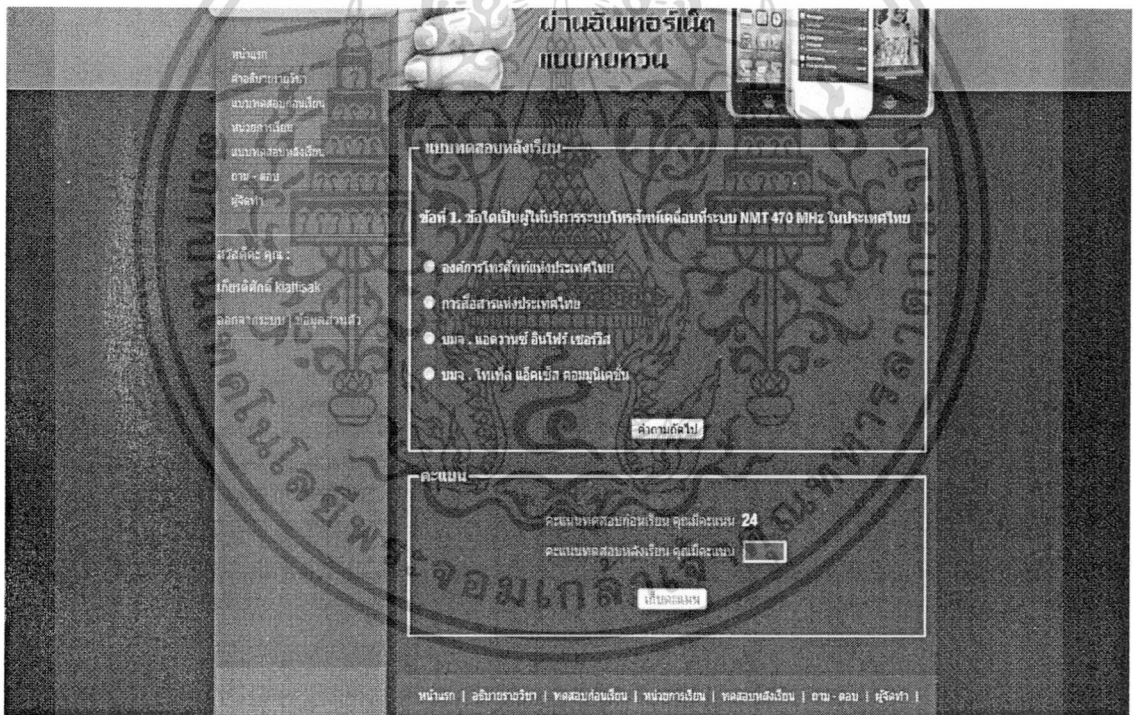 ผ่านอินเทอร์เน็ต
แบบทบทวน
หน้าแรก
คำอธิบายรายวิชา
แบบทดสอบก่อนเรียน
หน่วยการเรียน
แบบทดสอบหลังเรียน
ถาม - ตอบ
ผู้จัดทำ
สวัสดีค่ะ คุณ :
เกียรติศักดิ์ kiattisak
ออกจากระบบ | ข้อมูลส่วนตัว
แบบทดสอบหลังเรียน
ข้อที่ 1. ข้อใดเป็นผู้ให้บริการระบบโทรศัพท์เคลื่อนที่ระบบ NMT 470 MHz ในประเทศไทย
องค์การโทรศัพท์แห่งประเทศไทย
การสื่อสารแห่งประเทศไทย
บมจ . แอดวานซ์ อินโฟร์ เซอร์วิส
บมจ . โทเท็ล แอ็คเซ็ส คอมมูนิเคชั่น
คำถามถัดไป
คะแนน
คะแนนทดสอบก่อนเรียน คุณมีคะแนน 24
คะแนนทดสอบหลังเรียน คุณมีคะแนน
เก็บคะแนน
หน้าแรก | อธิบายรายวิชา | ทดสอบก่อนเรียน | หน่วยการเรียน | ทดสอบหลังเรียน | ถาม - ตอบ | ผู้จัดทำ |